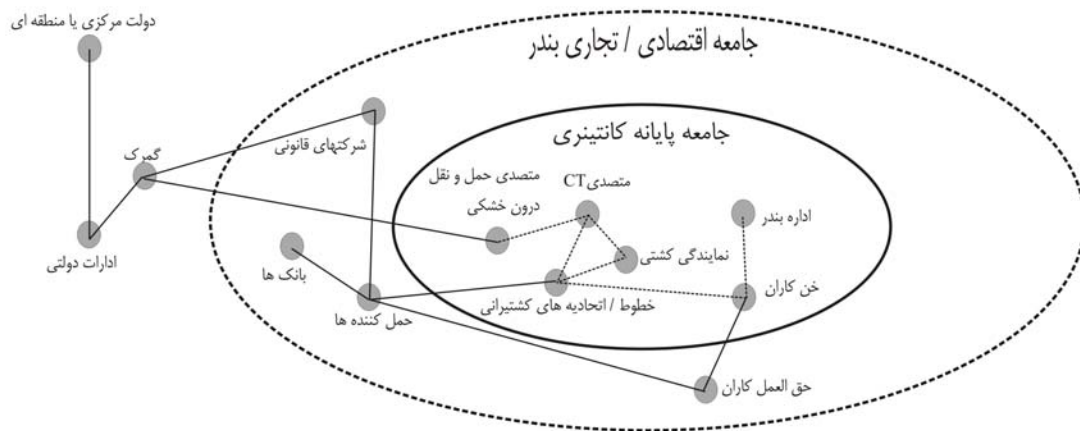 دولت مرکزی یا منطقه ای
جامعه اقتصادی / تجاری بندر
جامعه پایانه کانتینری
شرکتهای قانونی
گمرک
متصدی حمل و نقل
درون خشکی
متصدیCT
اداره بندر
نمایندگی کشتی
ادارات دولتی
بانک ها
خطوط / اتحادیه های کشتیرانی
خن کاران
حمل کننده ها
حق العمل کاران